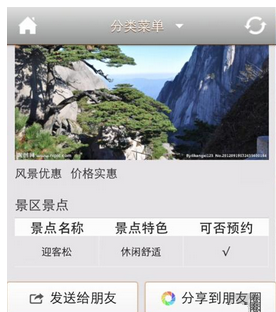 分类菜单
风景优惠 价格实惠
景区景点
景点名称 景点特色 可否预约
迎客松 休闲舒适 √
发送给朋友 分享到朋友圈
圈